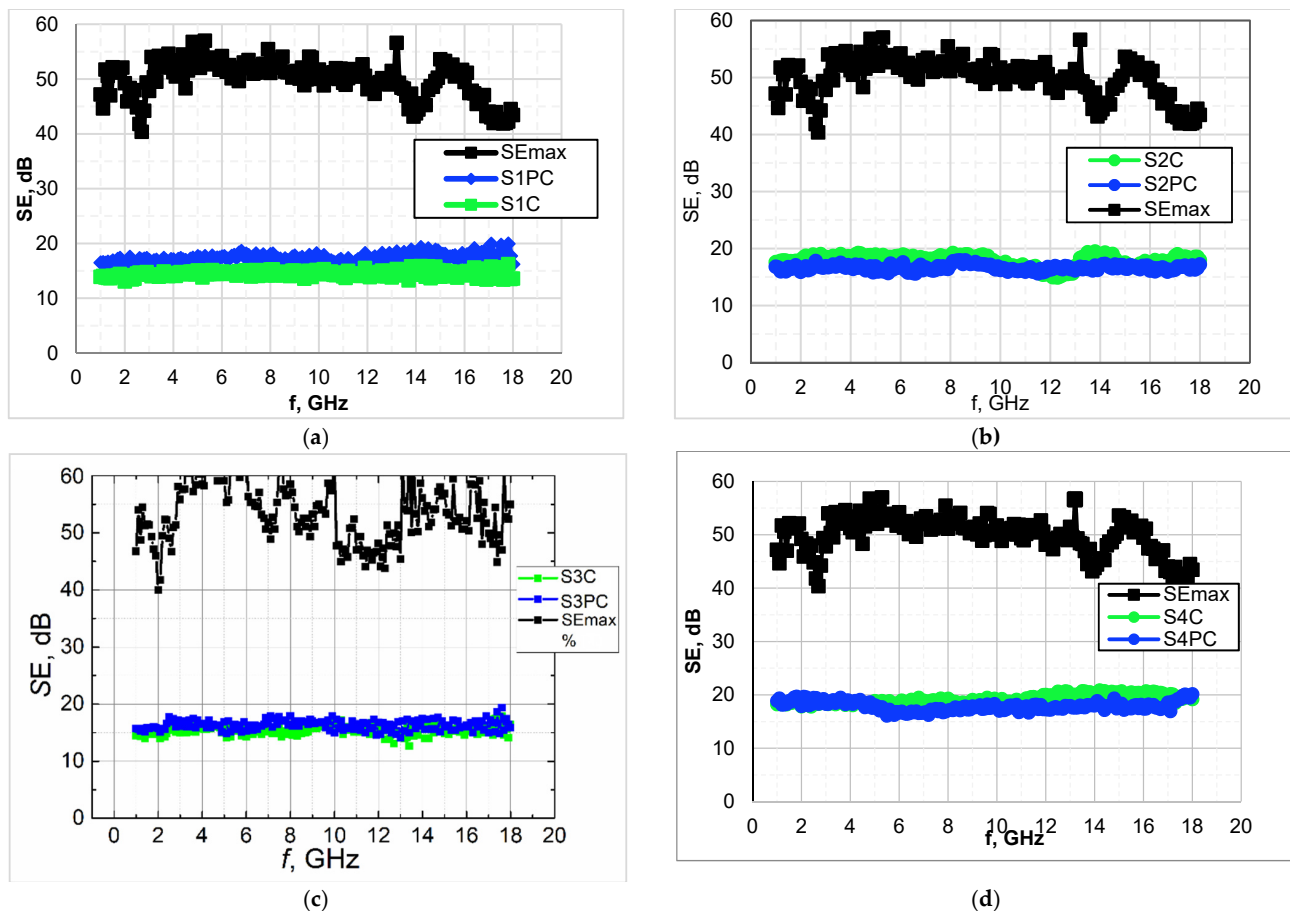 60
50
40
30
20
10
0
SE, dB
SEmax
S1PC
S1C
0 2 4 6 8 10 12 14 16 18 20
f, GHz
(a)
60
50
40
30
20
10
0
SE, dB
S2C
S2PC
SEmax
0 2 4 6 8 10 12 14 16 18 20
f, GHz
(b)
60
50
40
30
20
10
0
SE, dB
S3C
S3PC
SEmax
%
0 2 4 6 8 10 12 14 16 18 20
f, GHz
(c)
60
50
40
30
20
10
0
SE, dB
SEmax
S4C
S4PC
0 2 4 6 8 10 12 14 16 18 20
f, GHz
(d)